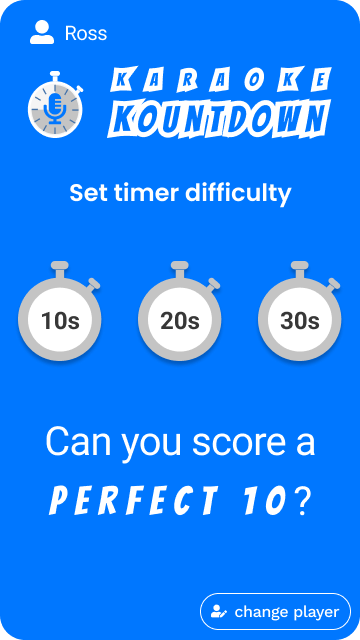 Ross
KARAOKE
KOUNTDOWN
Set timer difficulty
10s 20s 30s
Can you score a
PERFECT 10?
change player